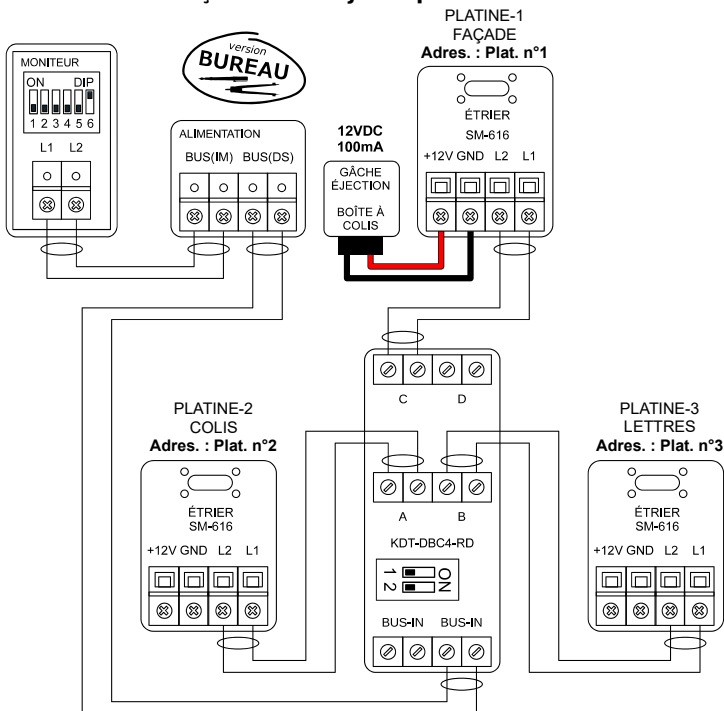 MONITEUR
ON DIP
1 2 3 4 5 6
L1 L2
version
BUREAU
ALIMENTATION
BUS(IM) BUS(DS)
12VDC
100mA
GÂCHE
ÉJECTION
BOÎTE À
COLIS
PLATINE-1
FAÇADE
Adres. : Plat. n°1
ÉTRIER
SM-616
+12V GND L2 L1
C D
PLATINE-2
COLIS
Adres. : Plat. n°2
ÉTRIER
SM-616
+12V GND L2 L1
A B
KDT-DBC4-RD
1 2 ON
BUS-IN BUS-IN
PLATINE-3
LETTRES
Adres. : Plat. n°3
ÉTRIER
SM-616
+12V GND L2 L1